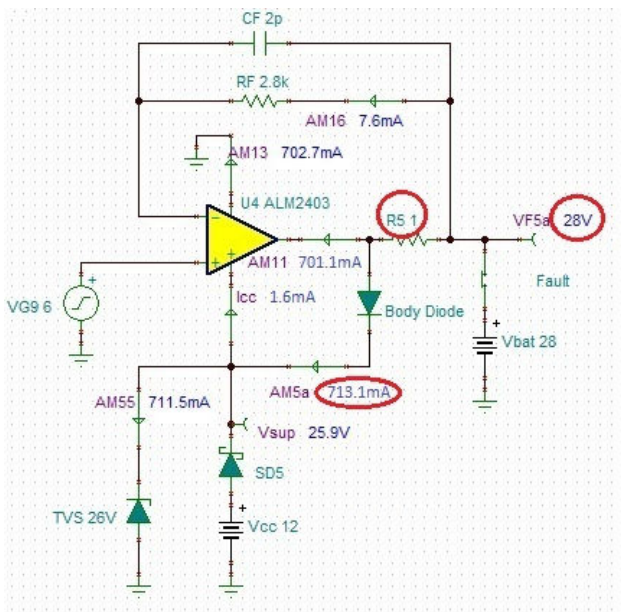 CF 2p
RF 2.8k
AM16 7.6mA
AM13 702.7mA
U4 ALM2403
R5 1
VF5a 28V
AM11 701.1mA
Fault
Icc 1.6mA
VG9 6
Body Diode
Vbat 28
AM55 711.5mA
AM5a 713.1mA
Vsup 25.9V
SD5
TVS 26V
Vcc 12